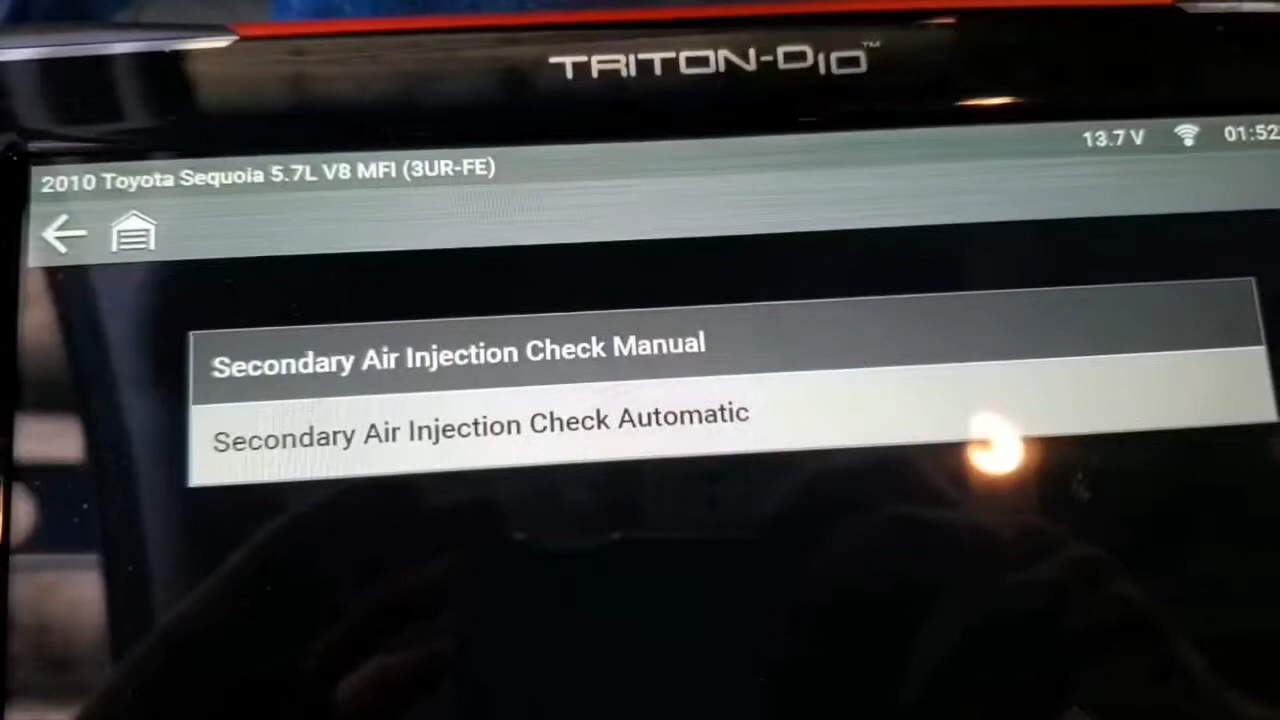 TRITON-D10™
13.7 V 01:52
2010 Toyota Sequoia 5.7L V8 MFI (3UR-FE)
Secondary Air Injection Check Manual
Secondary Air Injection Check Automatic